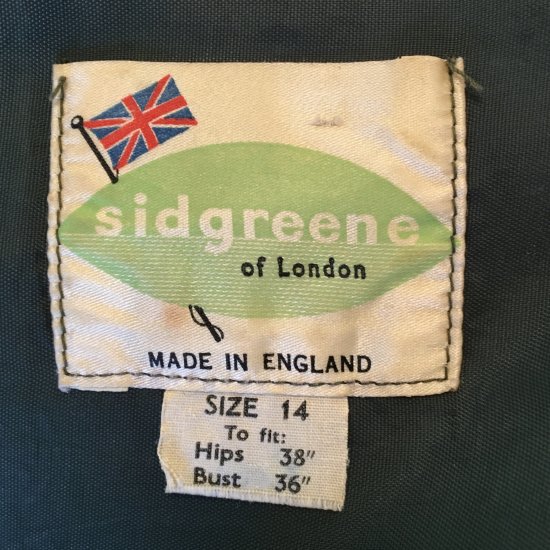 sidgreene
of London
MADE IN ENGLAND
SIZE 14
To fit:
Hips 38"
Bust 36"